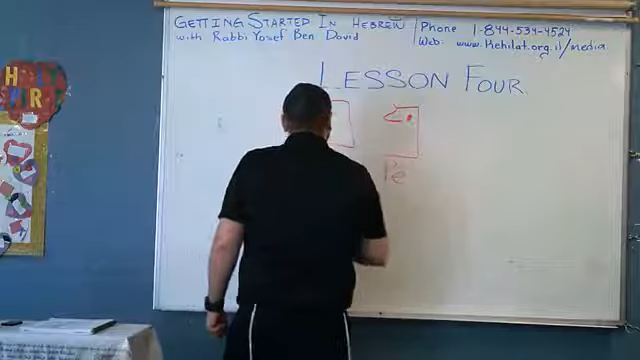 GETTING STARTED IN HEBREW
with Rabbi Yosef Ben David
Phone 1-844-534-4524
Web: www.Kehilat.org.il/media
LESSON FOUR
Pe